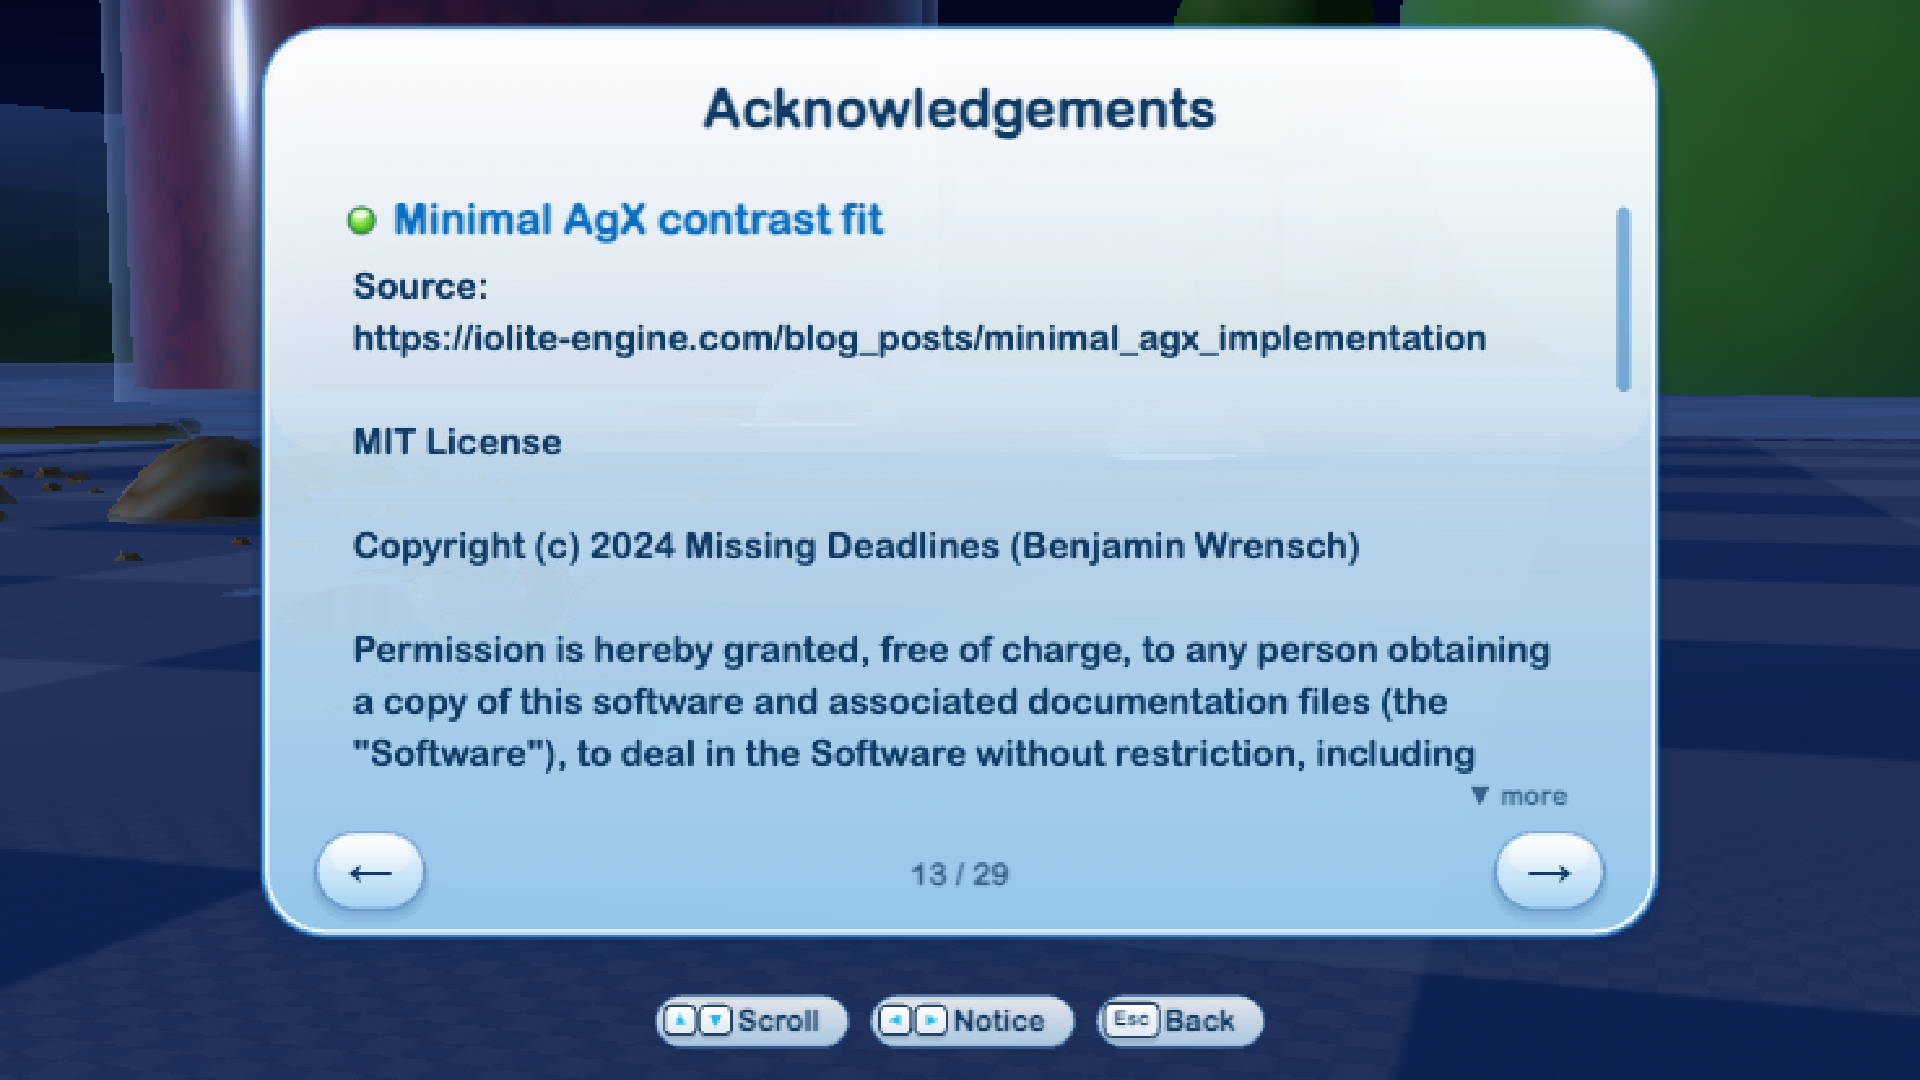 Acknowledgements
Minimal AgX contrast fit
Source:
https://iolite-engine.com/blog_posts/minimal_agx_implementation
MIT License
Copyright (c) 2024 Missing Deadlines (Benjamin Wrensch)
Permission is hereby granted, free of charge, to any person obtaining
a copy of this software and associated documentation files (the
"Software"), to deal in the Software without restriction, including
▼ more
← 13 / 29 →
▲ ▼ Scroll ◀ ▶ Notice Esc Back